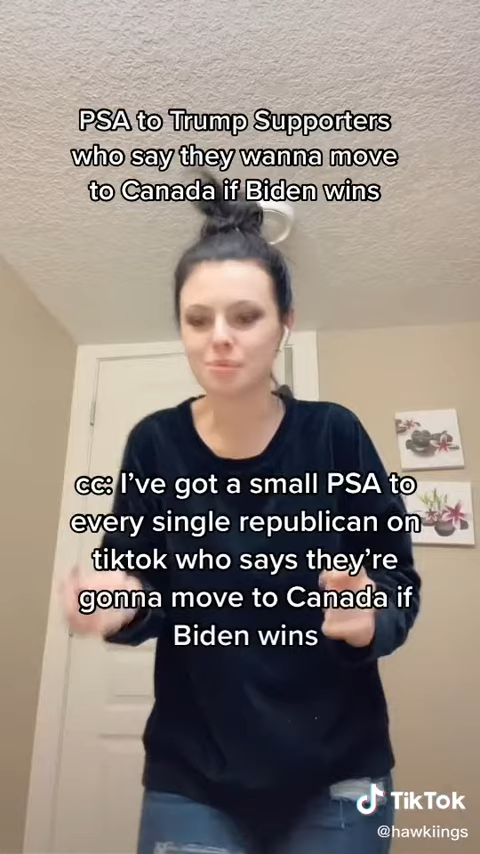 PSA to Trump Supporters
who say they wanna move
to Canada if Biden wins
cc: I've got a small PSA to
every single republican on
tiktok who says they're
gonna move to Canada if
Biden wins
TikTok
@hawkiings